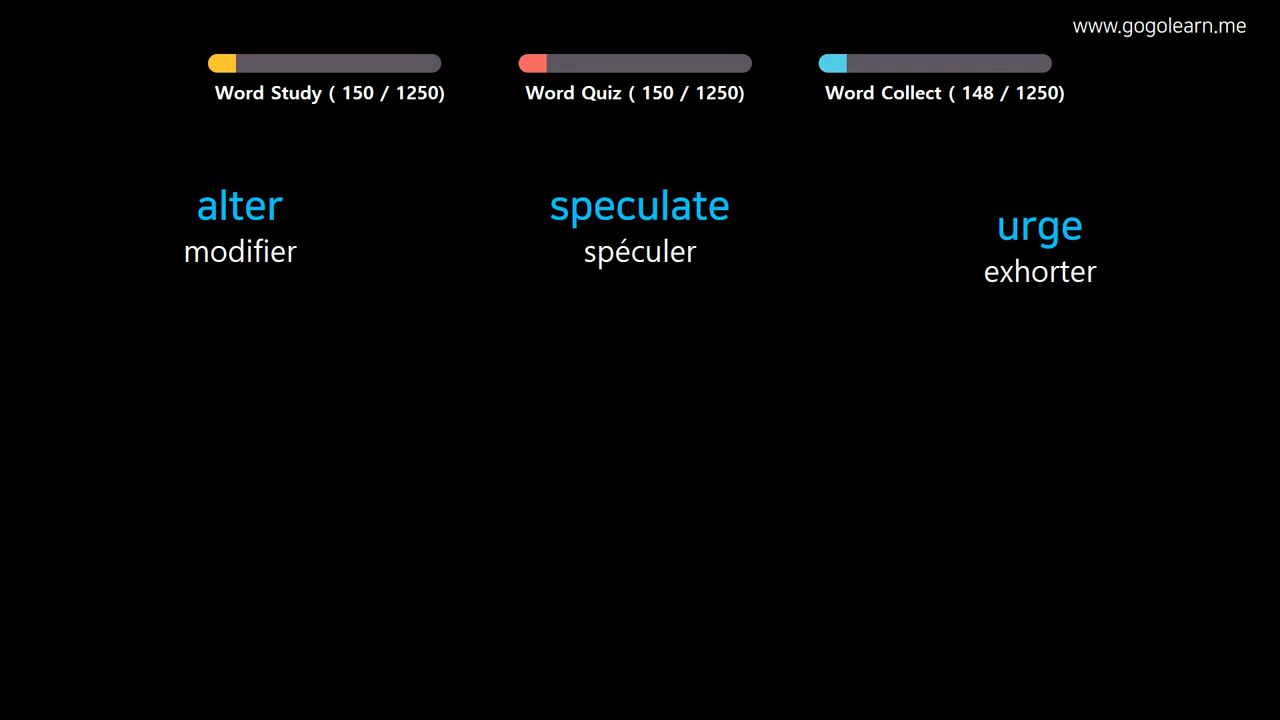 www.gogolearn.me
Word Study ( 150 / 1250)
Word Quiz ( 150 / 1250)
Word Collect ( 148 / 1250)
alter
modifier
speculate
spéculer
urge
exhorter